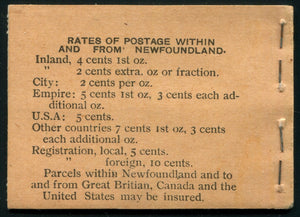 RATES OF POSTAGE WITHIN
AND FROM NEWFOUNDLAND.
Inland, 4 cents 1st oz.
" 2 cents extra. oz or fraction.
City: 2 cents per oz.
Empire: 5 cents 1st oz, 3 cents each ad-
ditional oz.
U.S.A: 5 cents.
Other countries 7 cents 1st oz, 3 cents
each additional oz.
Registration, local, 5 cents.
" foreign, 10 cents.
Parcels within Newfoundland and to
and from Great Britian, Canada and the
United States may be insured.